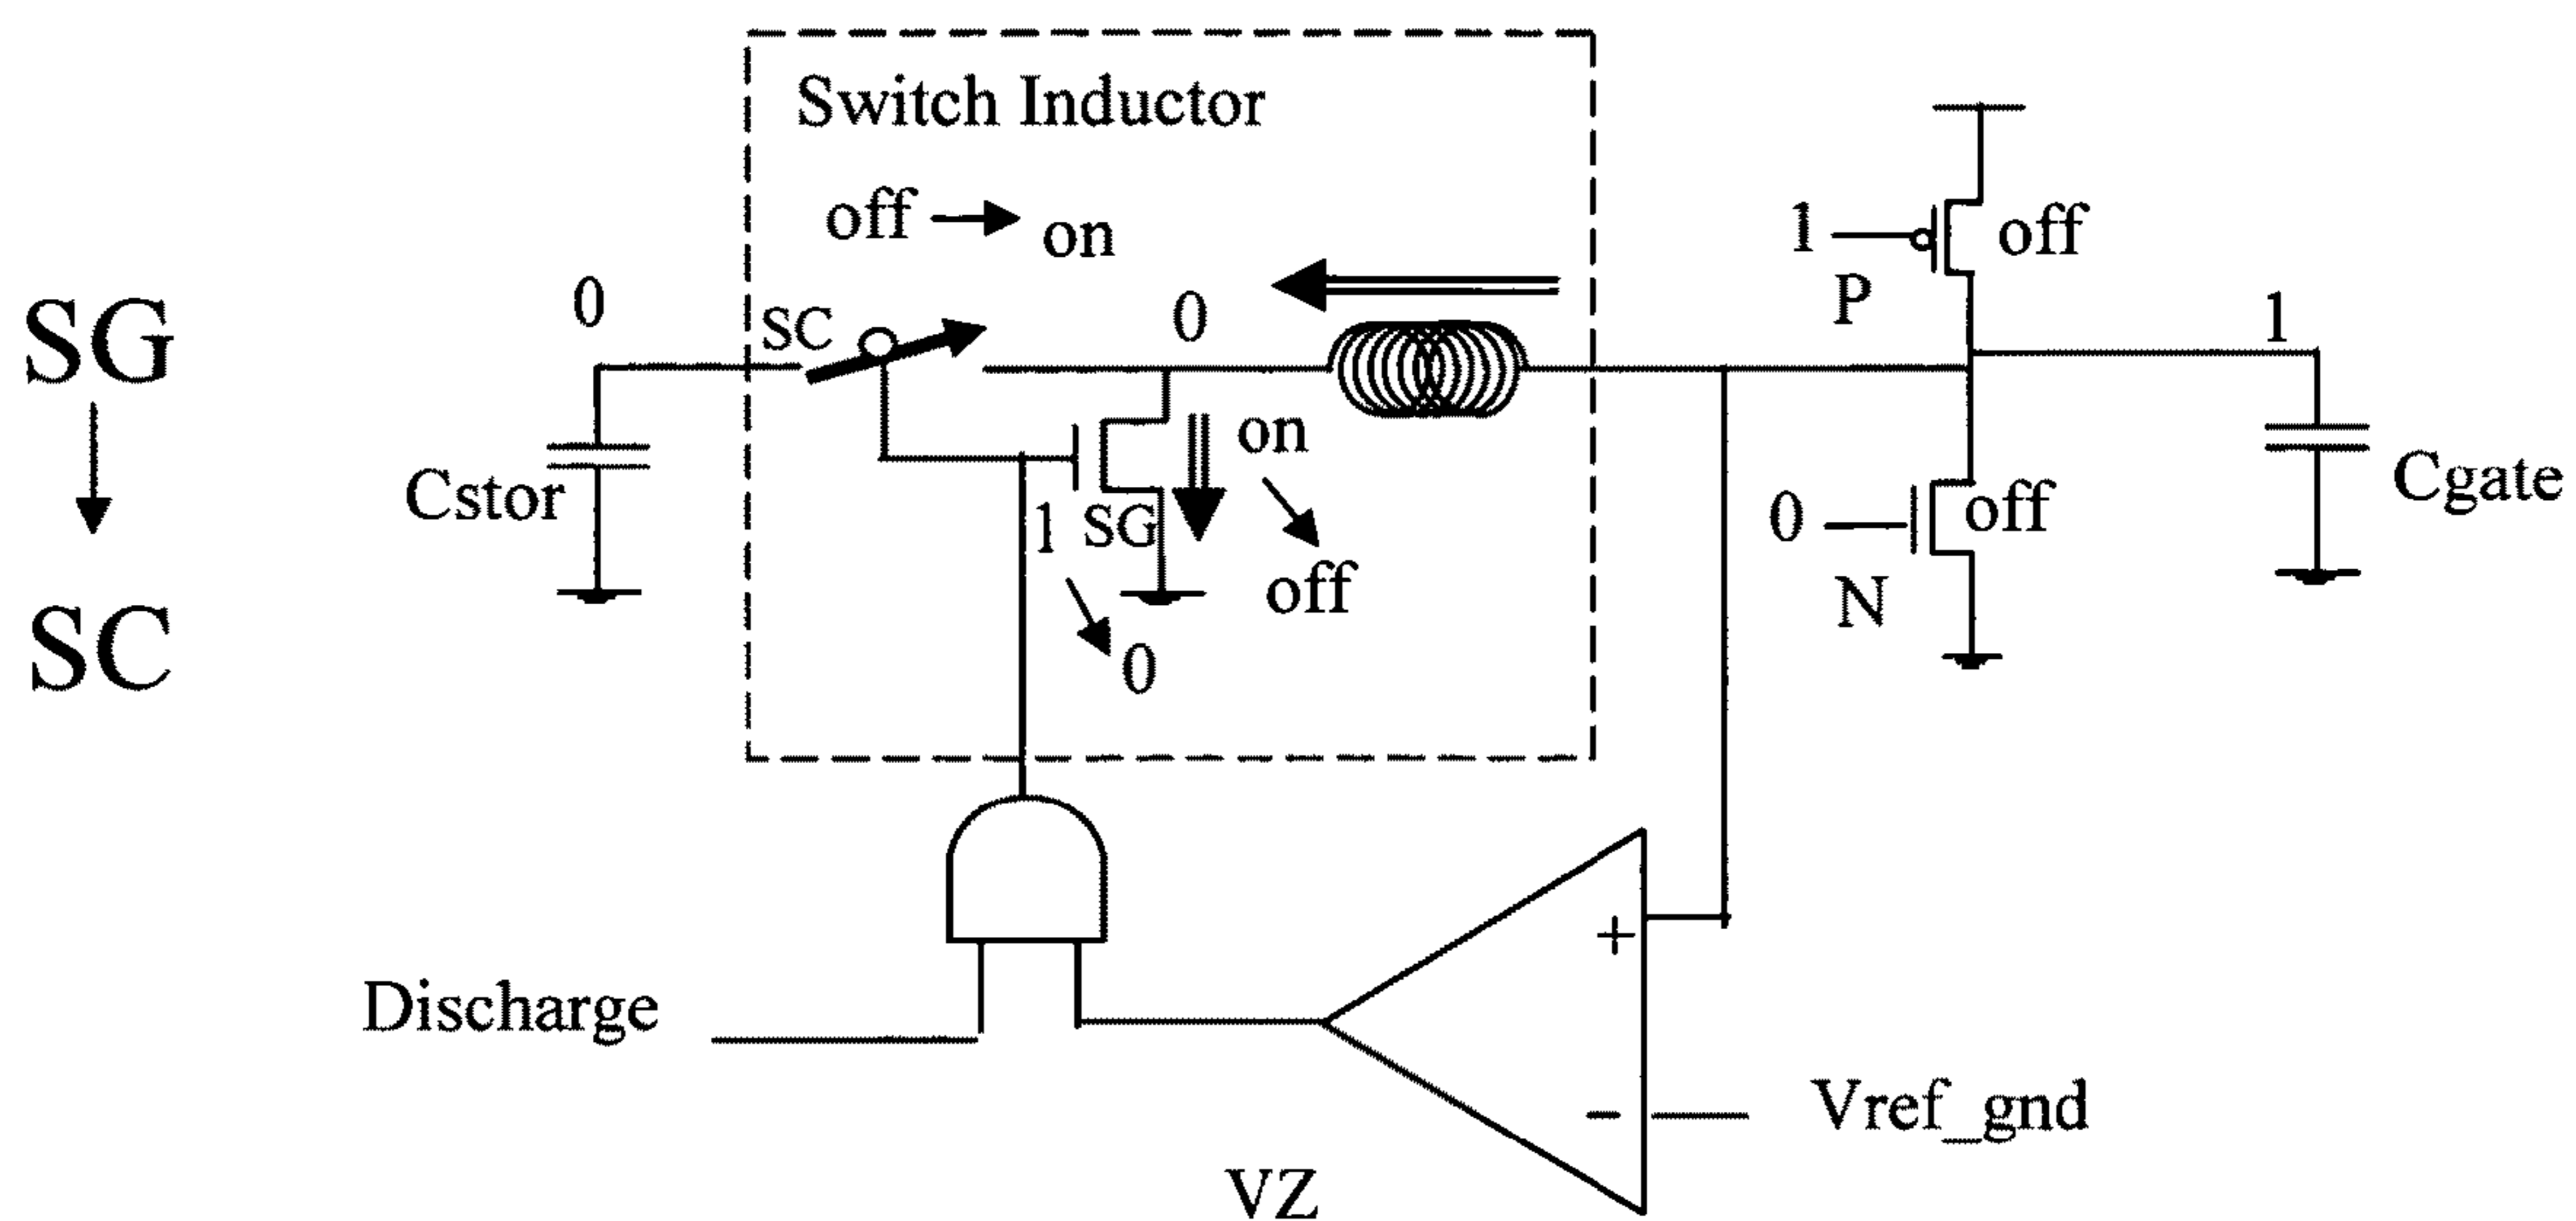 Switch Inductor
off on
off
1
P
SG
0
SC
0
1
on
Cstor
1
SG
Cgate
0
off
off
N
SC
0
+
Discharge
-
Vref_gnd
VZ